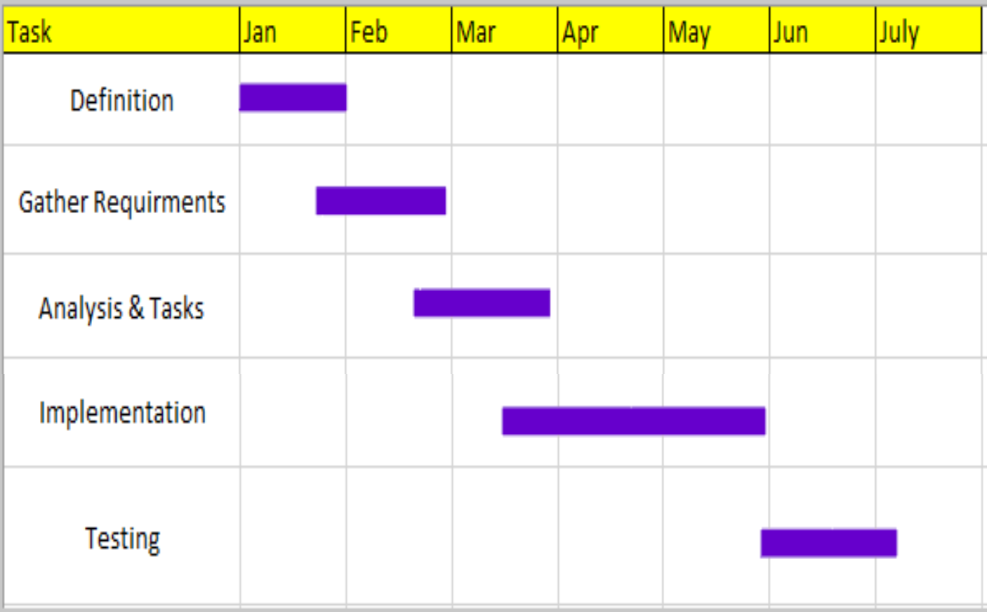 Task Jan Feb Mar Apr May Jun July
Definition
Gather Requirments
Analysis & Tasks
Implementation
Testing